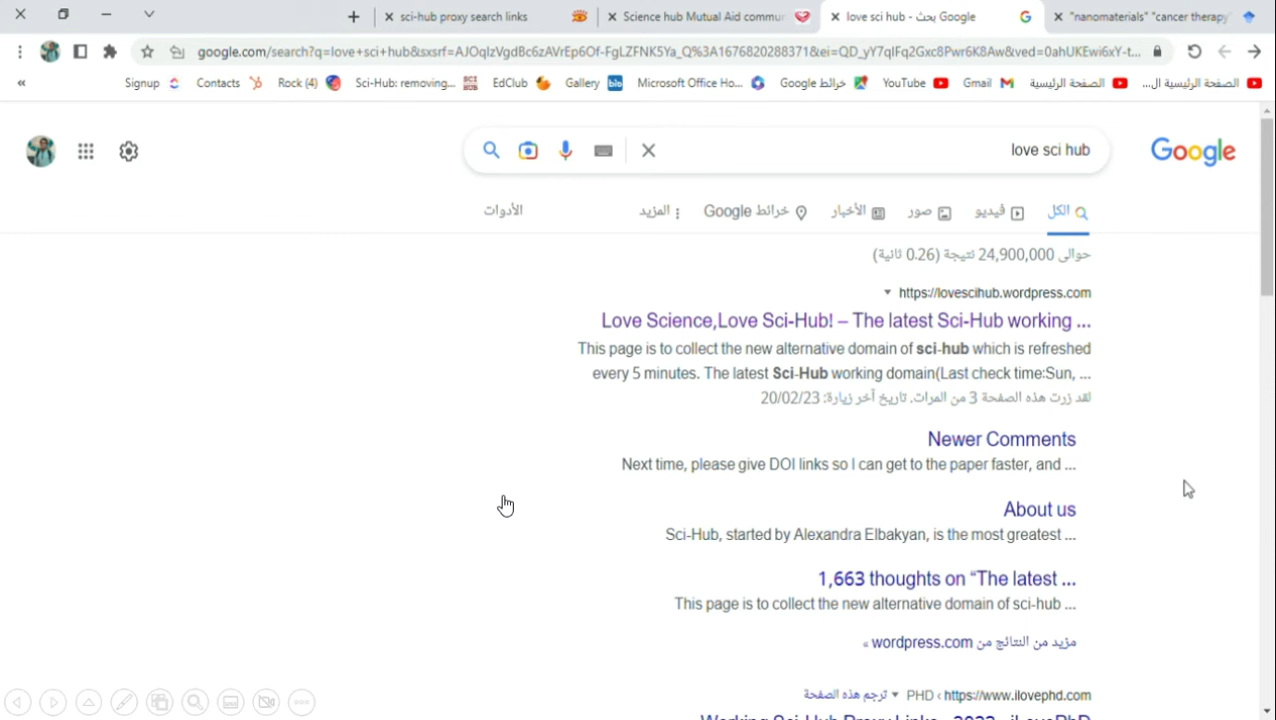 sci-hub proxy search links
Science hub Mutual Aid commu
love sci hub - بحث Google
"nanomaterials" "cancer therapy"
google.com/search?q=love+sci+hub&sxsrf=AJOqlzVgdBc6zAVrEp6Of-FgLZFNK5Ya_Q%3A1676820288371&ei=QD_yY7qlFq2Gxc8Pwr6K8Aw&ved=0ahUKEwi6xY-t...
« Signup Contacts Rock (4) Sci-Hub: removing... EdClub Gallery Microsoft Office Ho... خرائط Google YouTube Gmail الصفحة الرئيسية الصفحة الرئيسية ال...
love sci hub
Google
الكل فيديو صور الأخبار خرائط Google المزيد الأدوات
حوالى 24,900,000 نتيجة (0.26 ثانية)
https://lovescihub.wordpress.com
Love Science,Love Sci-Hub! – The latest Sci-Hub working ...
This page is to collect the new alternative domain of sci-hub which is refreshed
every 5 minutes. The latest Sci-Hub working domain(Last check time:Sun, ...
لقد زرت هذه الصفحة 3 من المرات. تاريخ آخر زيارة: 20/02/23
Newer Comments
Next time, please give DOI links so I can get to the paper faster, and ...
About us
Sci-Hub, started by Alexandra Elbakyan, is the most greatest ...
1,663 thoughts on “The latest ...
This page is to collect the new alternative domain of sci-hub ...
مزيد من النتائج من wordpress.com »
https://www.ilovephd.com › PHD ترجم هذه الصفحة
Working Sci-Hub Proxy Links - 2023 - iLovePhD